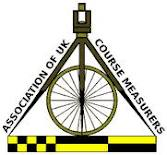 ASSOCIATION OF UK
COURSE MEASURERS